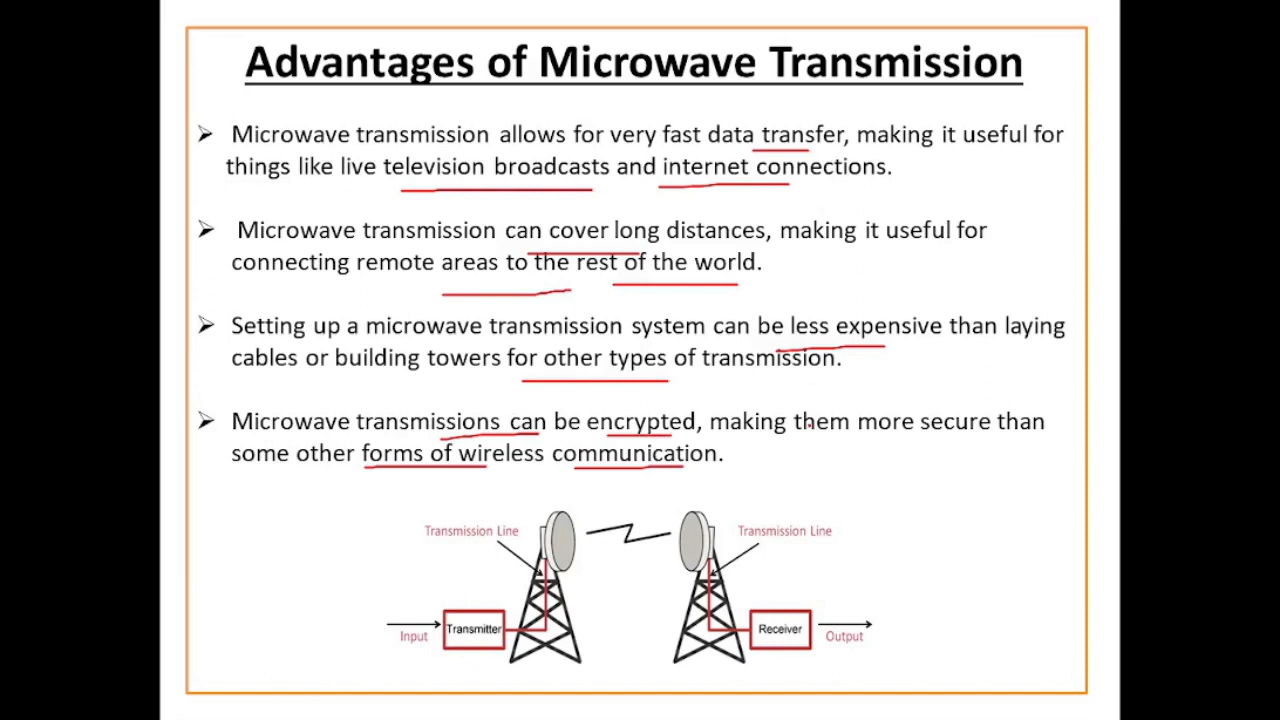 Advantages of Microwave Transmission
➢ Microwave transmission allows for very fast data transfer, making it useful for
things like live television broadcasts and internet connections.
➢ Microwave transmission can cover long distances, making it useful for
connecting remote areas to the rest of the world.
➢ Setting up a microwave transmission system can be less expensive than laying
cables or building towers for other types of transmission.
➢ Microwave transmissions can be encrypted, making them more secure than
some other forms of wireless communication.
Transmission Line
Transmission Line
Input
Transmitter
Receiver
Output